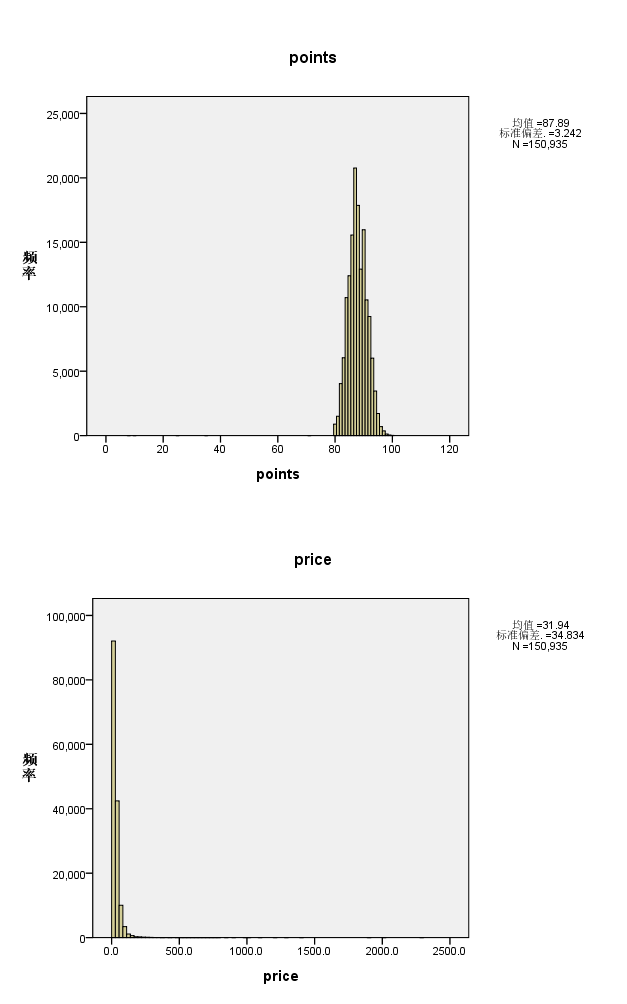 points
25,000
20,000
15,000
10,000
5,000
0
频
率
0 20 40 60 80 100 120
points
均值 =87.89
标准偏差. =3.242
N =150,935
price
100,000
80,000
60,000
40,000
20,000
0
频
率
0.0 500.0 1000.0 1500.0 2000.0 2500.0
price
均值 =31.94
标准偏差. =34.834
N =150,935